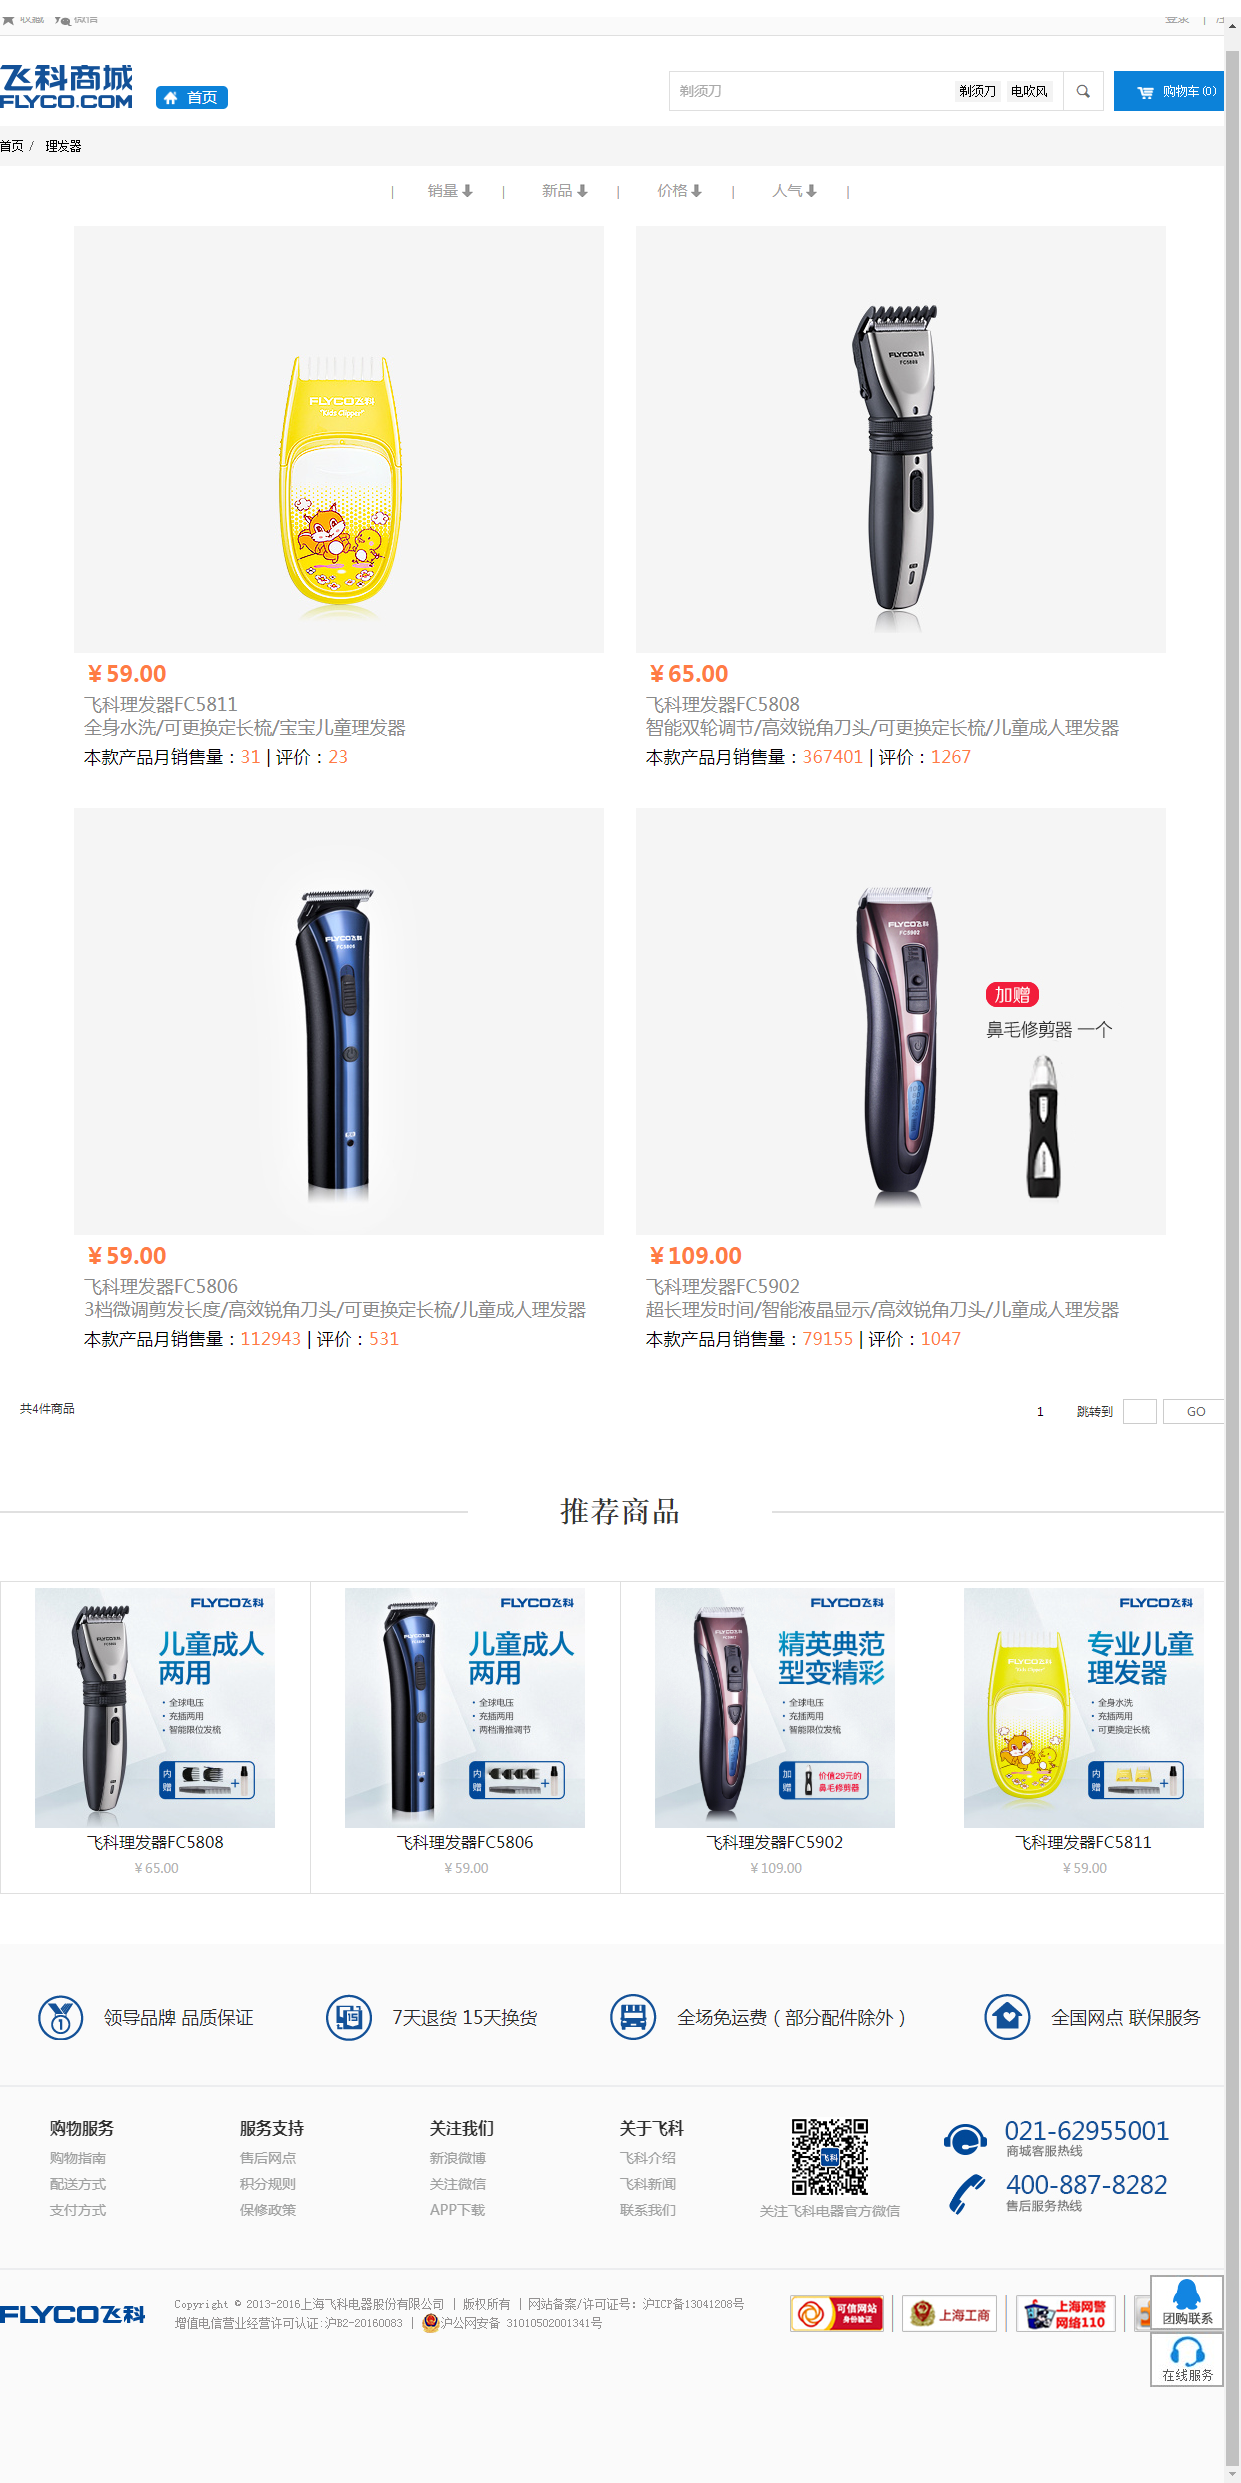 收藏 微信 登录 |
飞科商城
FLYCO.COM
首页
剃须刀 剃须刀 电吹风
购物车(0)
首页 / 理发器
| 销量 | 新品 | 价格 | 人气 |
FLYCO飞科
"Kids Clipper"
FLYCO飞科
FC5808
¥59.00
飞科理发器FC5811
全身水洗/可更换定长梳/宝宝儿童理发器
本款产品月销售量：31 | 评价：23
¥65.00
飞科理发器FC5808
智能双轮调节/高效锐角刀头/可更换定长梳/儿童成人理发器
本款产品月销售量：367401 | 评价：1267
FLYCO飞科
FC5806
FLYCO飞科
FC5902
加赠
鼻毛修剪器 一个
¥59.00
飞科理发器FC5806
3档微调剪发长度/高效锐角刀头/可更换定长梳/儿童成人理发器
本款产品月销售量：112943 | 评价：531
¥109.00
飞科理发器FC5902
超长理发时间/智能液晶显示/高效锐角刀头/儿童成人理发器
本款产品月销售量：79155 | 评价：1047
共4件商品
1 跳转到 GO
推荐商品
FLYCO飞科
儿童成人
两用
·全球电压
·充插两用
·智能限位发梳
内赠
飞科理发器FC5808
¥65.00
FLYCO飞科
儿童成人
两用
·全球电压
·充插两用
·两档滑推调节
内赠
飞科理发器FC5806
¥59.00
FLYCO飞科
精英典范
型变精彩
·全球电压
·充插两用
·智能限位发梳
加赠
价值29元的
鼻毛修剪器
飞科理发器FC5902
¥109.00
FLYCO飞科
专业儿童
理发器
·全身水洗
·充插两用
·可更换定长梳
内赠
飞科理发器FC5811
¥59.00
领导品牌 品质保证
7天退货 15天换货
全场免运费（部分配件除外）
全国网点 联保服务
购物服务
购物指南
配送方式
支付方式
服务支持
售后网点
积分规则
保修政策
关注我们
新浪微博
关注微信
APP下载
关于飞科
飞科介绍
飞科新闻
联系我们
飞科
关注飞科电器官方微信
021-62955001
商城客服热线
400-887-8282
售后服务热线
FLYCO飞科
Copyright © 2013-2016上海飞科电器股份有限公司 | 版权所有 | 网站备案/许可证号：沪ICP备13041208号
增值电信营业经营许可认证:沪B2-20160083 | 沪公网安备 31010502001341号
可信网站
身份验证
上海工商
上海网警
网络110
团购联系
在线服务